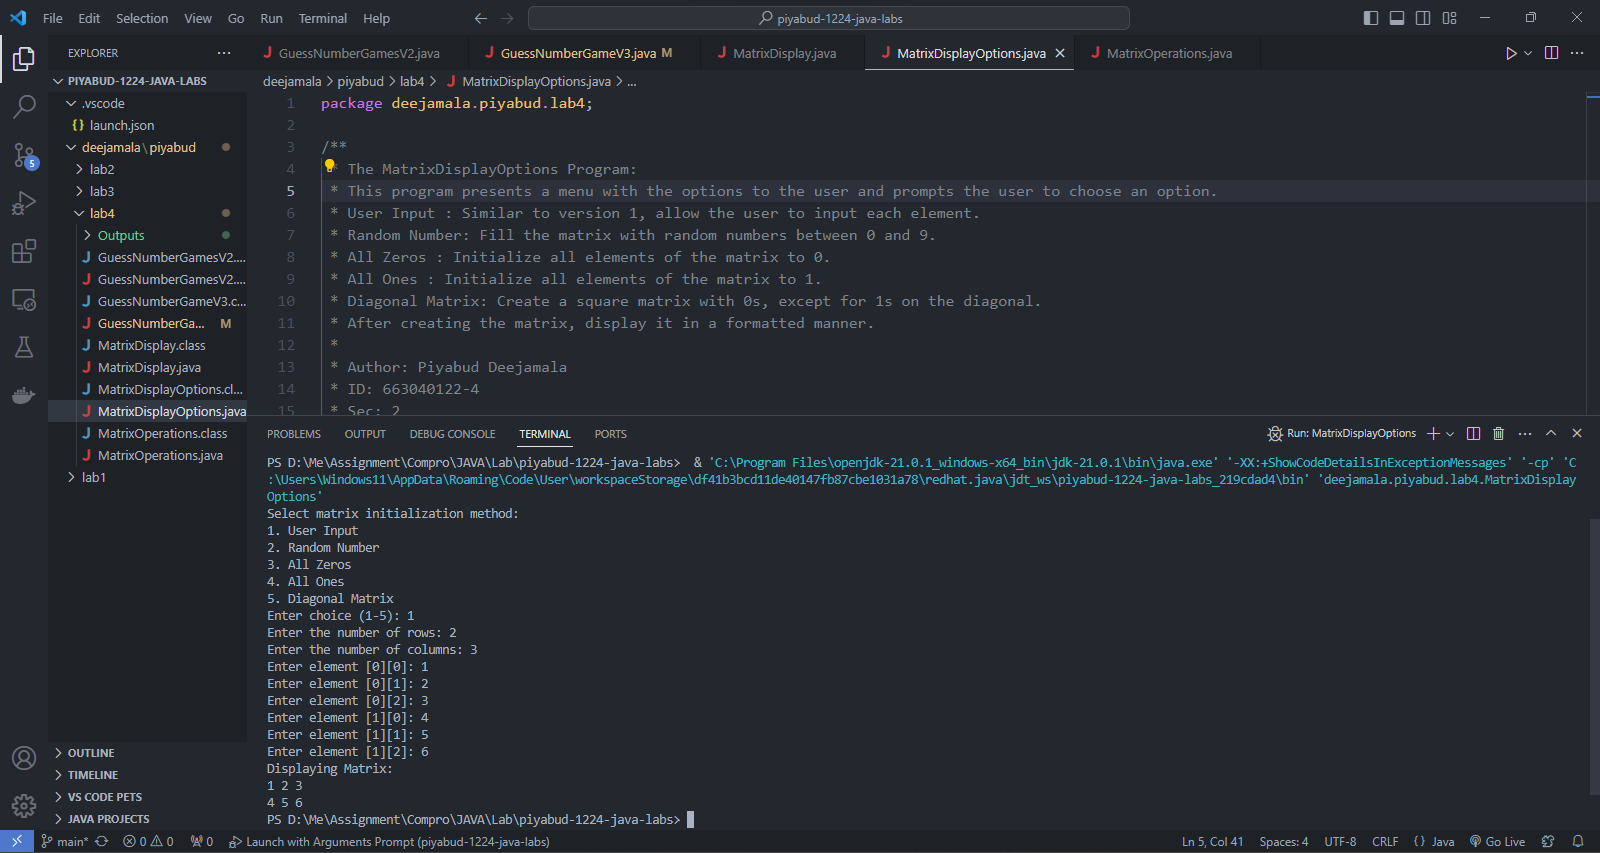 File Edit Selection View Go Run Terminal Help
piyabud-1224-java-labs
EXPLORER
PIYABUD-1224-JAVA-LABS
.vscode
launch.json
deejamala\piyabud
lab2
lab3
lab4
Outputs
GuessNumberGamesV2....
GuessNumberGamesV2....
GuessNumberGameV3.c...
GuessNumberGa... M
MatrixDisplay.class
MatrixDisplay.java
MatrixDisplayOptions.cl...
MatrixDisplayOptions.java
MatrixOperations.class
MatrixOperations.java
lab1
OUTLINE
TIMELINE
VS CODE PETS
JAVA PROJECTS
5
GuessNumberGamesV2.java GuessNumberGameV3.java M MatrixDisplay.java MatrixDisplayOptions.java MatrixOperations.java
deejamala > piyabud > lab4 > MatrixDisplayOptions.java > ...
1 package deejamala.piyabud.lab4;
2
3 /**
4 * The MatrixDisplayOptions Program:
5 * This program presents a menu with the options to the user and prompts the user to choose an option.
6 * User Input : Similar to version 1, allow the user to input each element.
7 * Random Number: Fill the matrix with random numbers between 0 and 9.
8 * All Zeros : Initialize all elements of the matrix to 0.
9 * All Ones : Initialize all elements of the matrix to 1.
10 * Diagonal Matrix: Create a square matrix with 0s, except for 1s on the diagonal.
11 * After creating the matrix, display it in a formatted manner.
12 *
13 * Author: Piyabud Deejamala
14 * ID: 663040122-4
15 * Sec: 2
PROBLEMS OUTPUT DEBUG CONSOLE TERMINAL PORTS
Run: MatrixDisplayOptions
PS D:\Me\Assignment\Compro\JAVA\Lab\piyabud-1224-java-labs> & 'C:\Program Files\openjdk-21.0.1_windows-x64_bin\jdk-21.0.1\bin\java.exe' '-XX:+ShowCodeDetailsInExceptionMessages' '-cp' 'C
:\Users\Windows11\AppData\Roaming\Code\User\workspaceStorage\df41b3bcd11de40147fb87cbe1031a78\redhat.java\jdt_ws\piyabud-1224-java-labs_219cdad4\bin' 'deejamala.piyabud.lab4.MatrixDisplay
Options'
Select matrix initialization method:
1. User Input
2. Random Number
3. All Zeros
4. All Ones
5. Diagonal Matrix
Enter choice (1-5): 1
Enter the number of rows: 2
Enter the number of columns: 3
Enter element [0][0]: 1
Enter element [0][1]: 2
Enter element [0][2]: 3
Enter element [1][0]: 4
Enter element [1][1]: 5
Enter element [1][2]: 6
Displaying Matrix:
1 2 3
4 5 6
PS D:\Me\Assignment\Compro\JAVA\Lab\piyabud-1224-java-labs>
main* 0 0 0 Launch with Arguments Prompt (piyabud-1224-java-labs) Ln 5, Col 41 Spaces: 4 UTF-8 CRLF {} Java Go Live